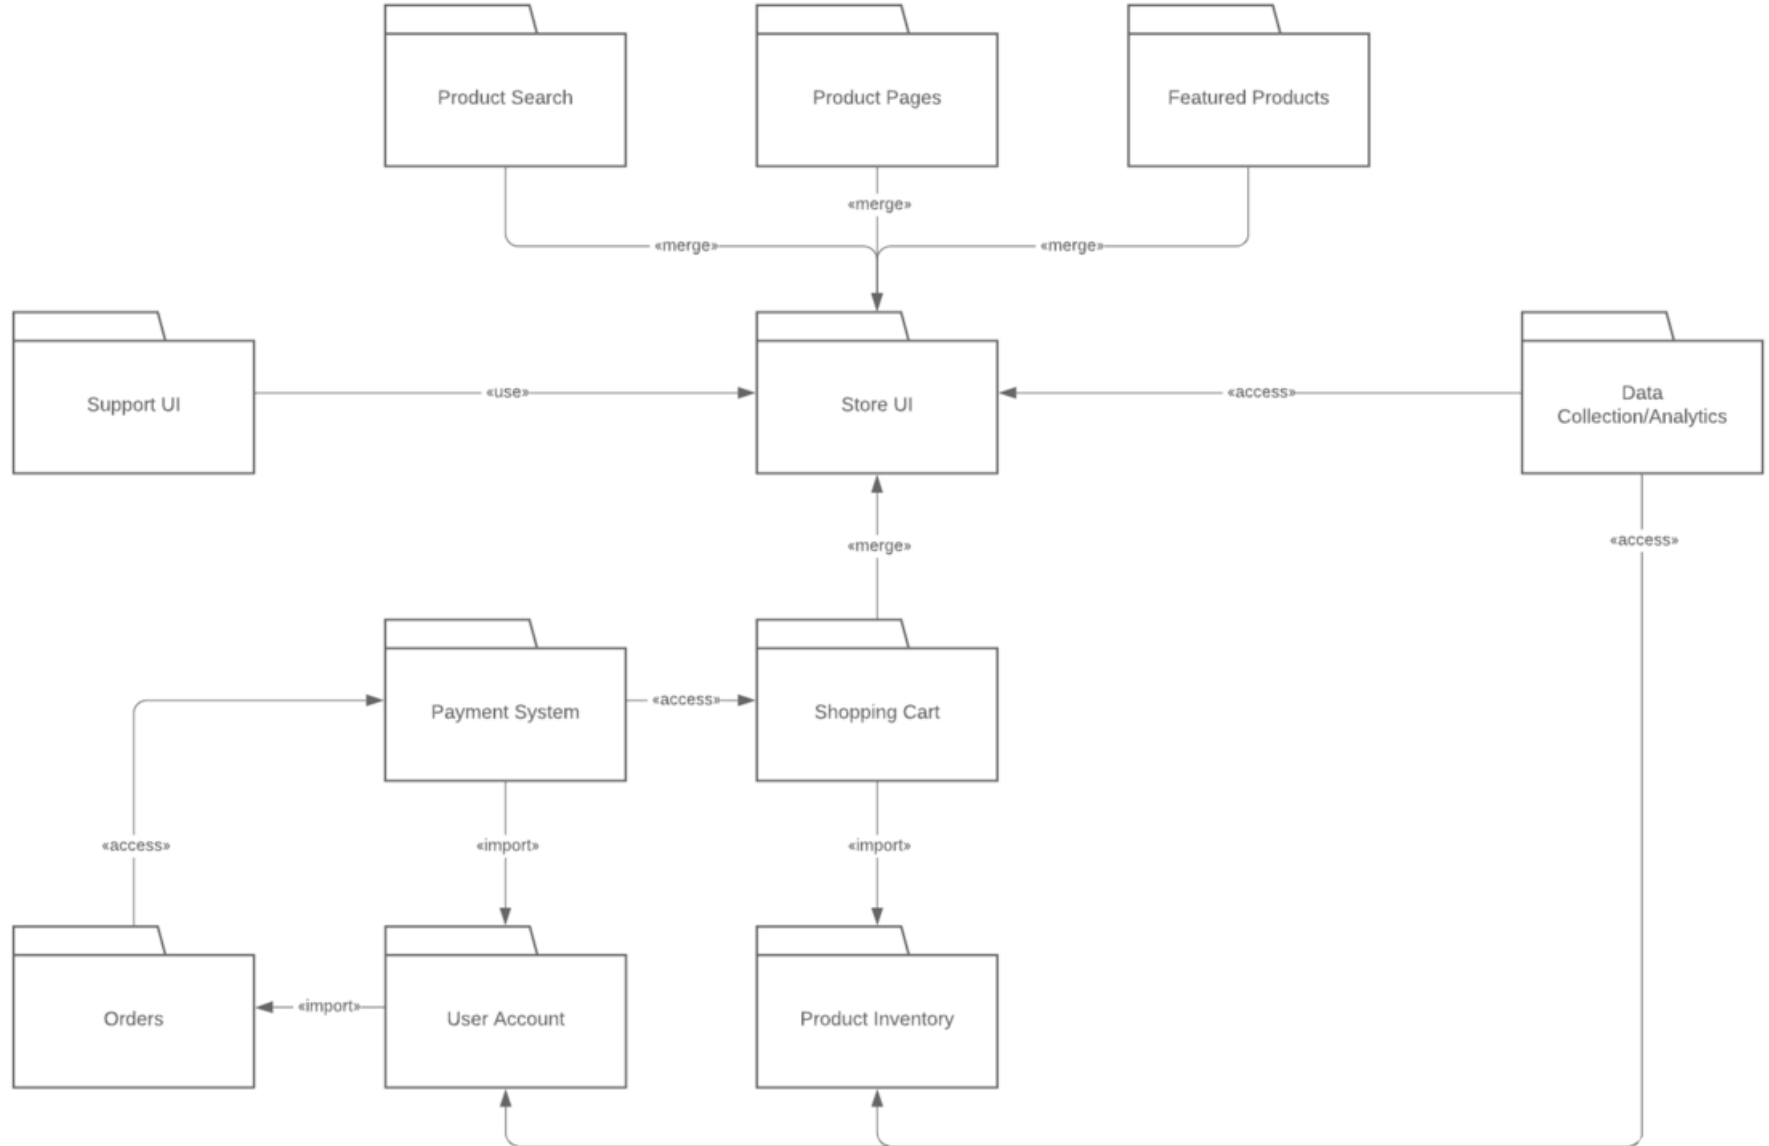 Product Search
Product Pages
Featured Products
«merge»
«merge»
«merge»
Support UI
«use»
Store UI
«access»
Data
Collection/Analytics
«merge»
«access»
Payment System
«access»
Shopping Cart
«access»
«import»
«import»
Orders
«import»
User Account
Product Inventory